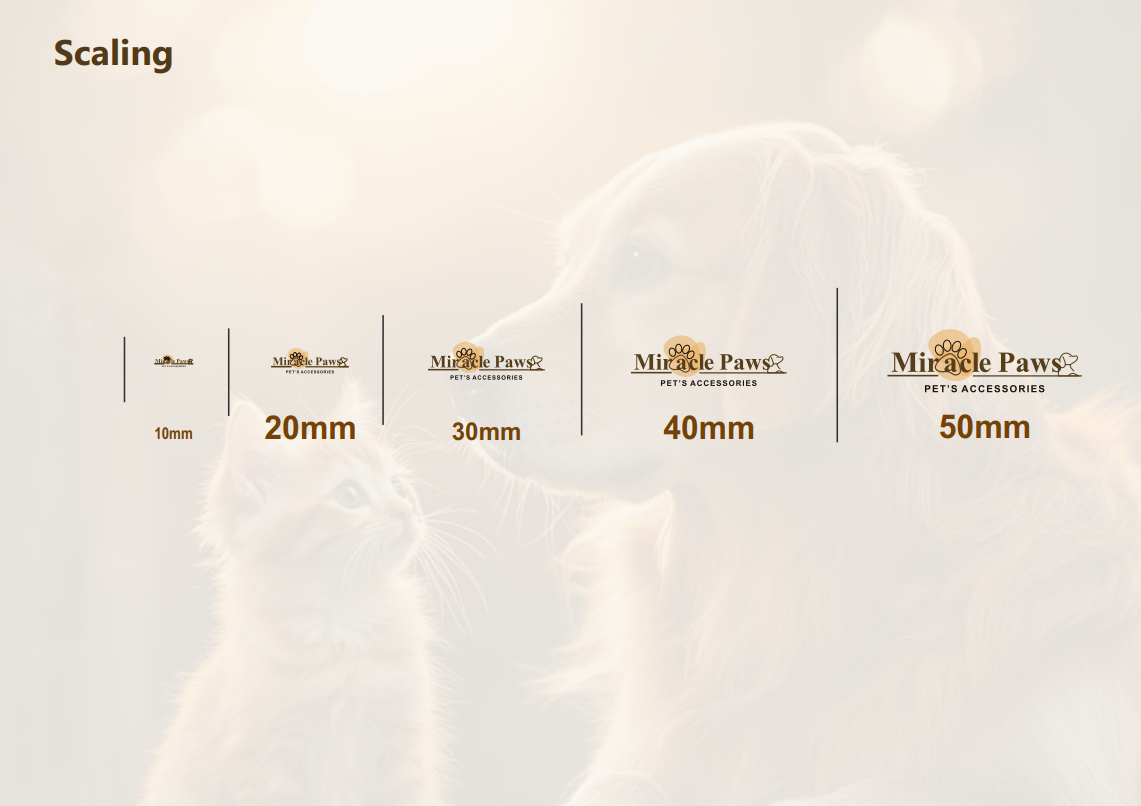 Scaling
Miracle Paws
PET'S ACCESSORIES
Miracle Paws
PET'S ACCESSORIES
Miracle Paws
PET'S ACCESSORIES
Miracle Paws
PET'S ACCESSORIES
10mm
20mm
30mm
40mm
50mm